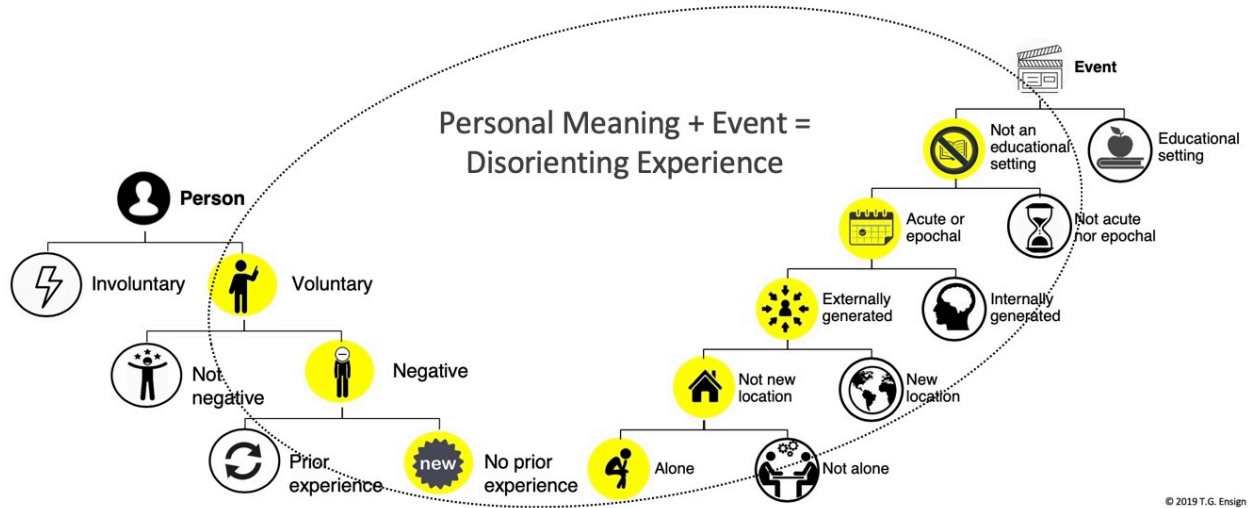 Event
Personal Meaning + Event =
Disorienting Experience
Not an
educational
setting
Educational
setting
Person
Acute or
epochal
Not acute
nor epochal
Involuntary
Voluntary
Externally
generated
Internally
generated
Not
negative
Negative
Not new
location
New
location
Prior
experience
new
No prior
experience
Alone
Not alone
© 2019 T.G. Ensign